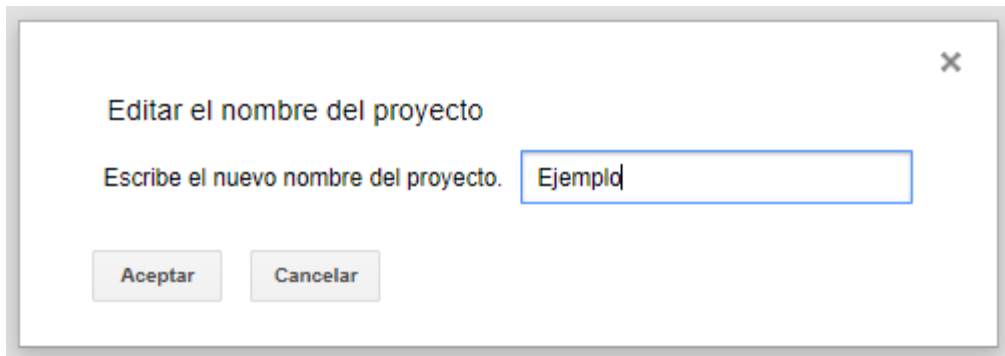 Editar el nombre del proyecto
Escribe el nuevo nombre del proyecto. Ejemplo
Aceptar Cancelar